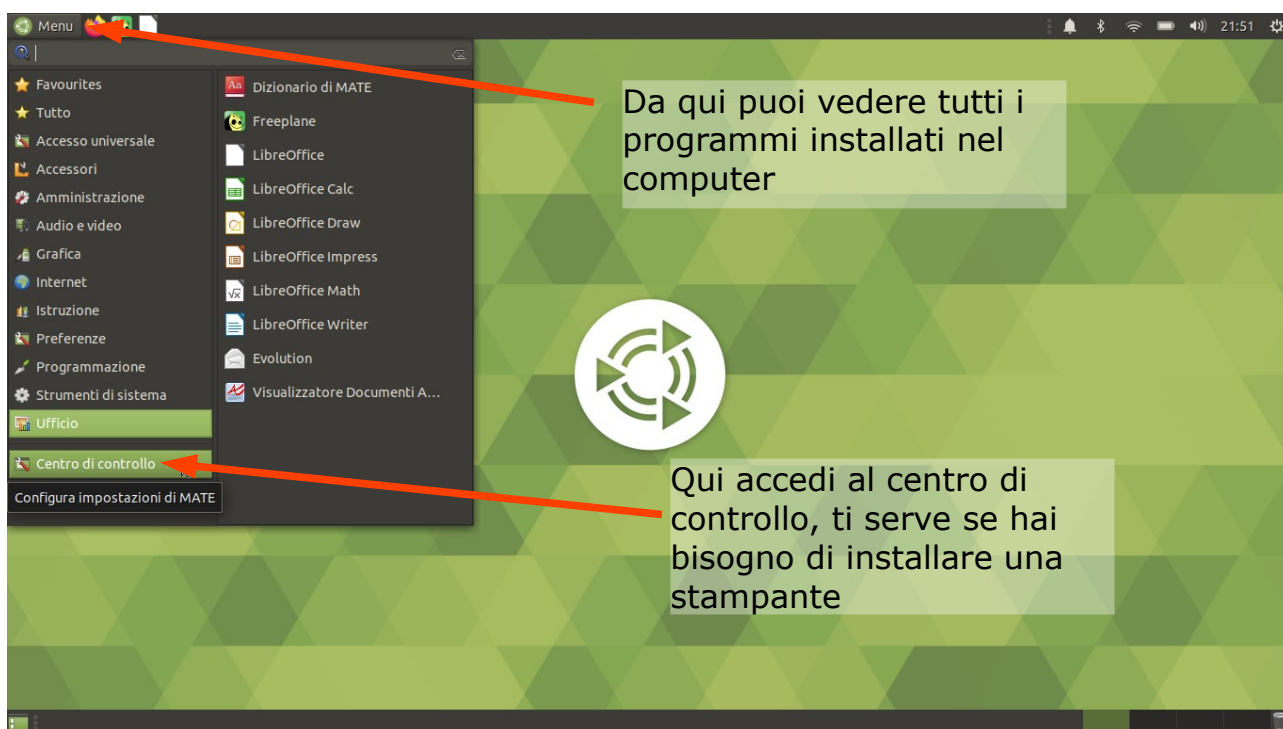 Menu
21:51
Favourites
Tutto
Accesso universale
Accessori
Amministrazione
Audio e video
Grafica
Internet
Istruzione
Preferenze
Programmazione
Strumenti di sistema
Ufficio
Centro di controllo
Configura impostazioni di MATE
Aa
Dizionario di MATE
Freeplane
LibreOffice
LibreOffice Calc
LibreOffice Draw
LibreOffice Impress
LibreOffice Math
LibreOffice Writer
Evolution
Visualizzatore Documenti A...
Da qui puoi vedere tutti i
programmi installati nel
computer
Qui accedi al centro di
controllo, ti serve se hai
bisogno di installare una
stampante